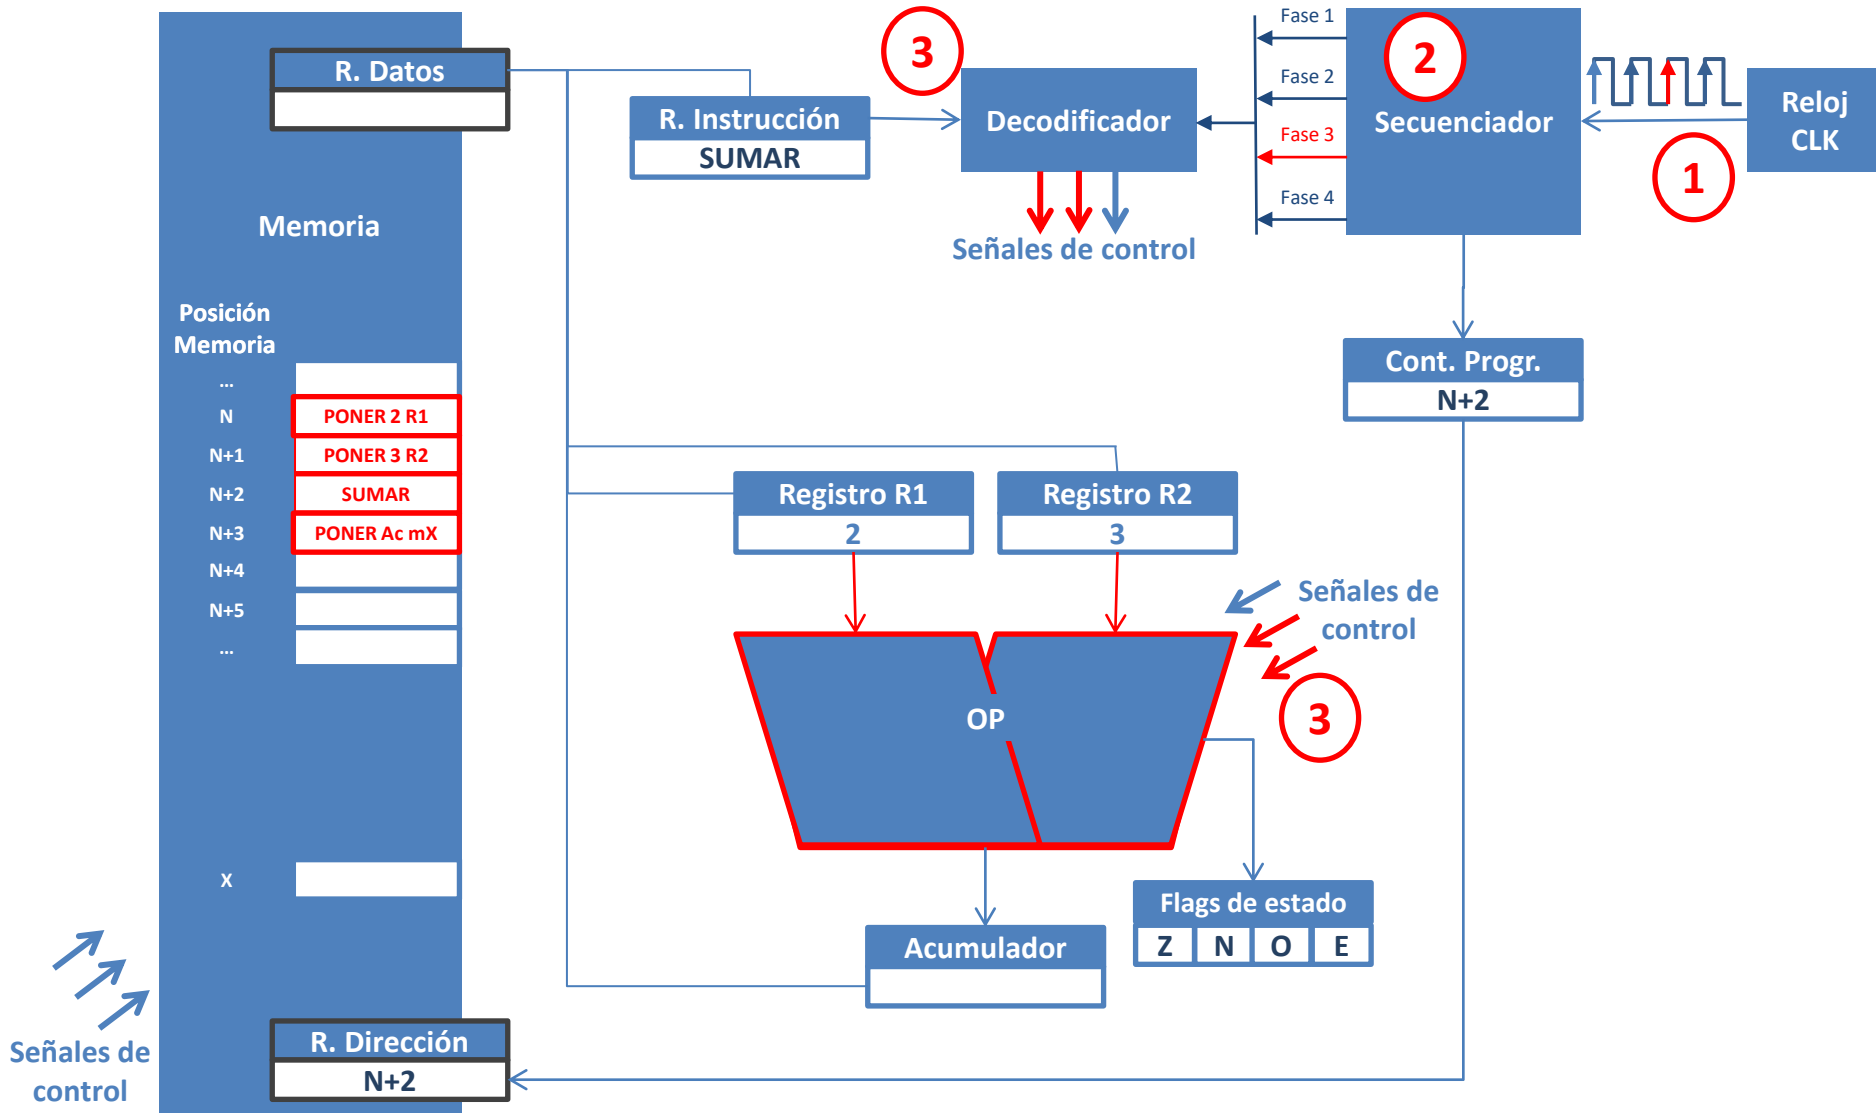 R. Datos
Memoria
Posición
Memoria
...
N PONER 2 R1
N+1 PONER 3 R2
N+2 SUMAR
N+3 PONER Ac mX
N+4
N+5
...
X
Señales de
control
R. Dirección
N+2
R. Instrucción
SUMAR
3
Decodificador
Señales de control
Fase 1
Fase 2
Fase 3
Fase 4
2
Secuenciador
1
Reloj
CLK
Cont. Progr.
N+2
Registro R1
2
Registro R2
3
Señales de
control
3
OP
Flags de estado
Z N O E
Acumulador